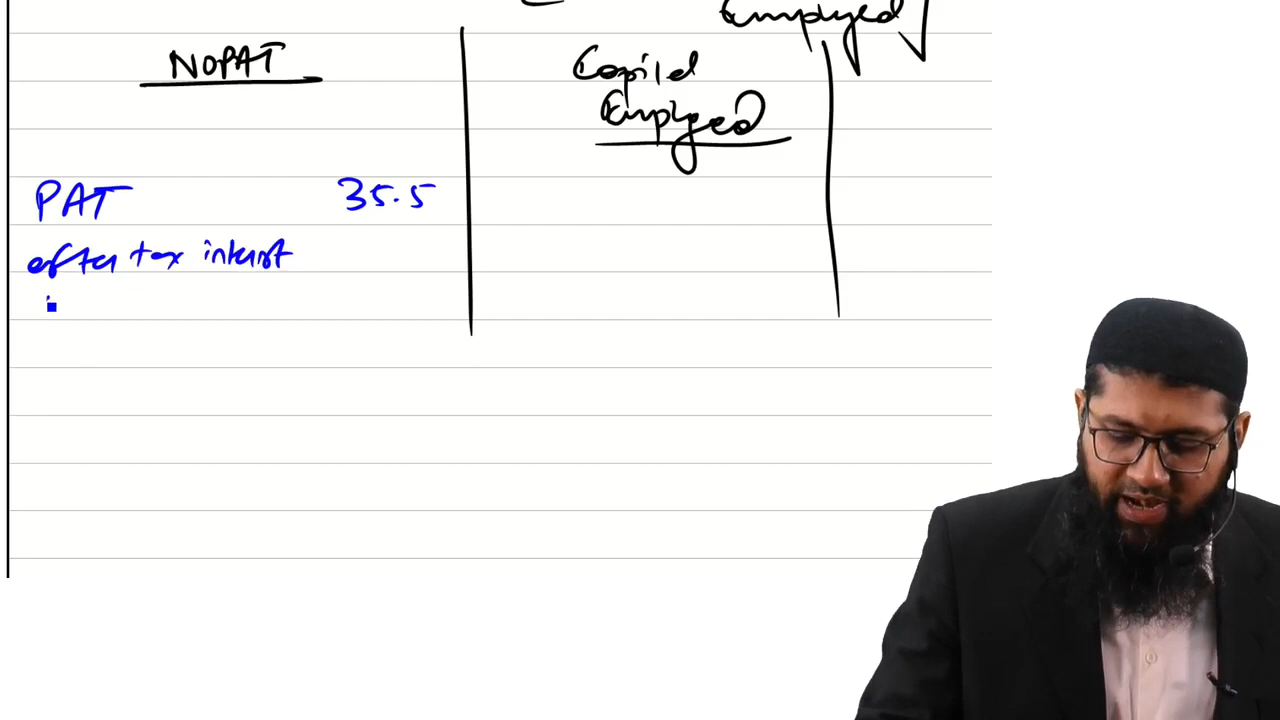 Employed
NOPAT
Capital
Employed
PAT 35.5
after tax interest